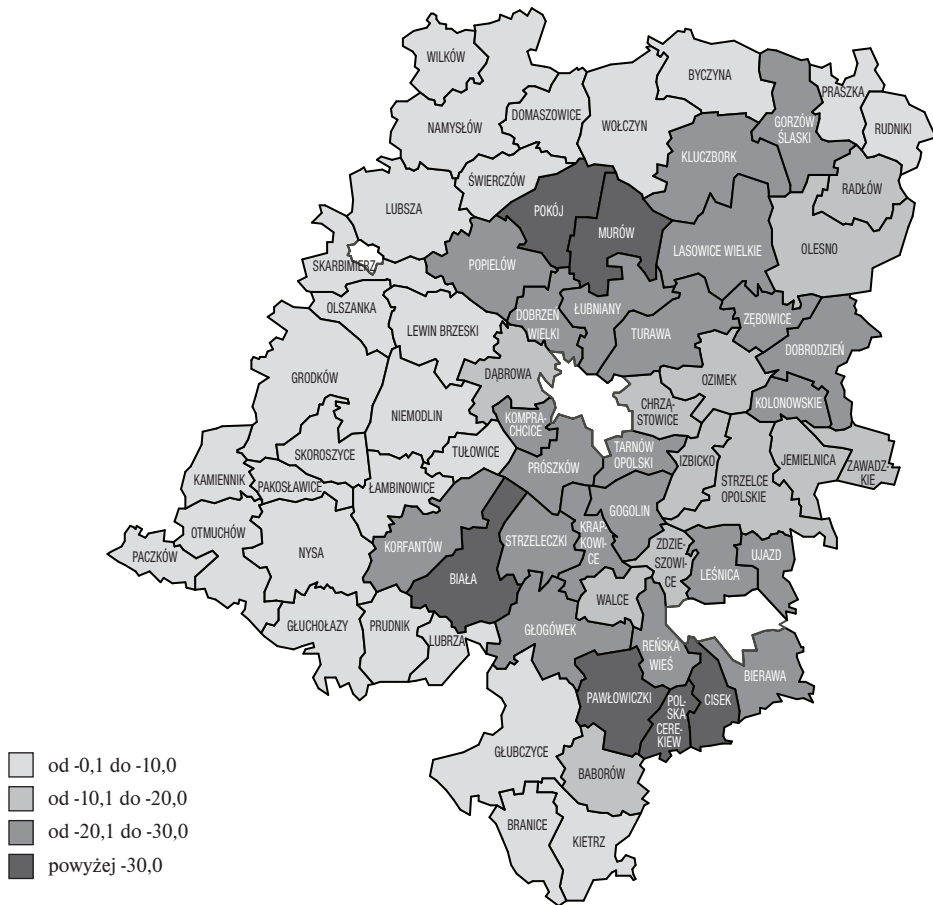 WILKÓW
BYCZYNA
PRASZKA
DOMASZOWICE
NAMYSŁÓW
WOŁCZYN
GORZÓW
ŚLASKI
RUDNIKI
KLUCZBORK
ŚWIERCZÓW
RADŁÓW
LUBSZA
POKÓJ
MURÓW
OLESNO
LASOWICE WIELKIE
SKARBIMIERZ
POPIELÓW
OLSZANKA
ŁUBNIANY
DOBRZEŃ
WIELKI
ZĘBOWICE
LEWIN BRZESKI
TURAWA
DOBRODZIEŃ
GRODKÓW
DĄBROWA
OZIMEK
KOLONOWSKIE
NIEMODLIN
CHRZĄ-
STOWICE
KOMPRA-
CHCICE
SKOROSZYCE
TUŁOWICE
TARNÓW
OPOLSKI
IZBICKO
JEMIELNICA
ZAWADZ-
KIE
PRÓSZKÓW
STRZELCE
OPOLSKIE
KAMIENNIK
PAKOSŁAWICE
ŁAMBINOWICE
GOGOLIN
OTMUCHÓW
KRAP-
KOWI-
CE
KORFANTÓW
STRZELECZKI
ZDZIE-
SZOWI-
CE
UJAZD
PACZKÓW
NYSA
LEŚNICA
BIAŁA
WALCE
GŁUCHOŁAZY
PRUDNIK
LUBRZA
GŁOGÓWEK
REŃSKA
WIEŚ
BIERAWA
PAWŁOWICZKI
POL-
SKA
CERE-
KIEW
CISEK
GŁUBCZYCE
BABORÓW
BRANICE
KIETRZ
od -0,1 do -10,0
od -10,1 do -20,0
od -20,1 do -30,0
powyżej -30,0